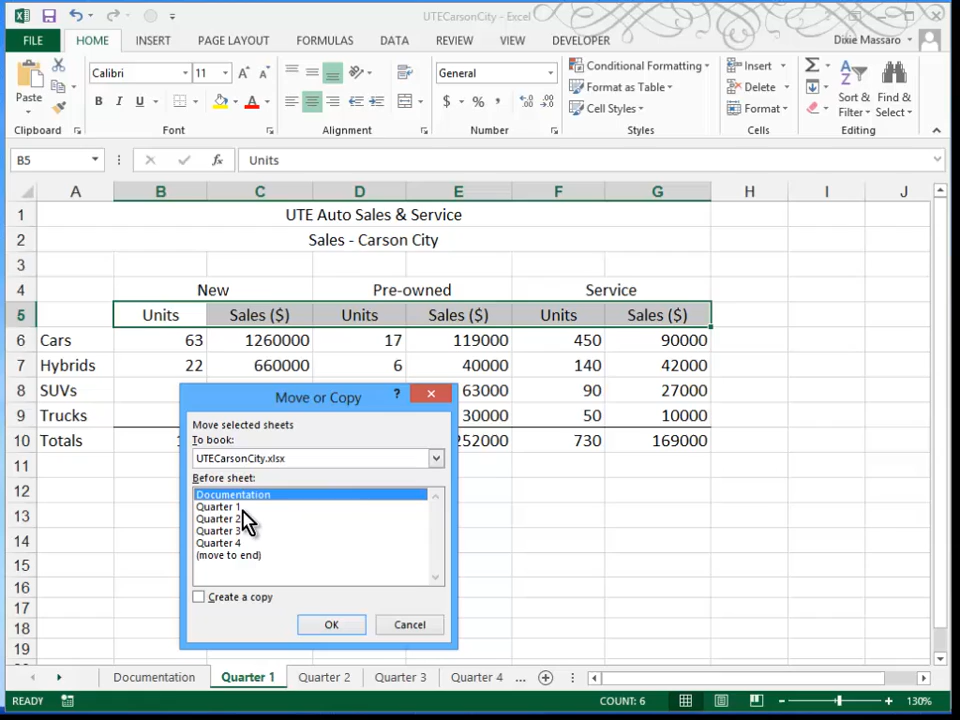 UTECarsonCity - Excel
FILE HOME INSERT PAGE LAYOUT FORMULAS DATA REVIEW VIEW DEVELOPER Dixie Massaro
Calibri 11 General Conditional Formatting Insert
Paste B I U $ % Format as Table Delete Sort & Filter Find & Select
Cell Styles Format
Clipboard Font Alignment Number Styles Cells Editing
B5 fx Units
A B C D E F G H I J
1 UTE Auto Sales & Service
2 Sales - Carson City
3
4 New Pre-owned Service
5 Units Sales ($) Units Sales ($) Units Sales ($)
6 Cars 63 1260000 17 119000 450 90000
7 Hybrids 22 660000 6 40000 140 42000
8 SUVs 63000 90 27000
9 Trucks 30000 50 10000
10 Totals 1 252000 730 169000
11
12
13
14
15
16
17
18
19
Move or Copy ?
Move selected sheets
To book:
UTECarsonCity.xlsx
Before sheet:
Documentation
Quarter 1
Quarter 2
Quarter 3
Quarter 4
(move to end)
Create a copy
OK Cancel
Documentation Quarter 1 Quarter 2 Quarter 3 Quarter 4 ...
READY COUNT: 6 130%